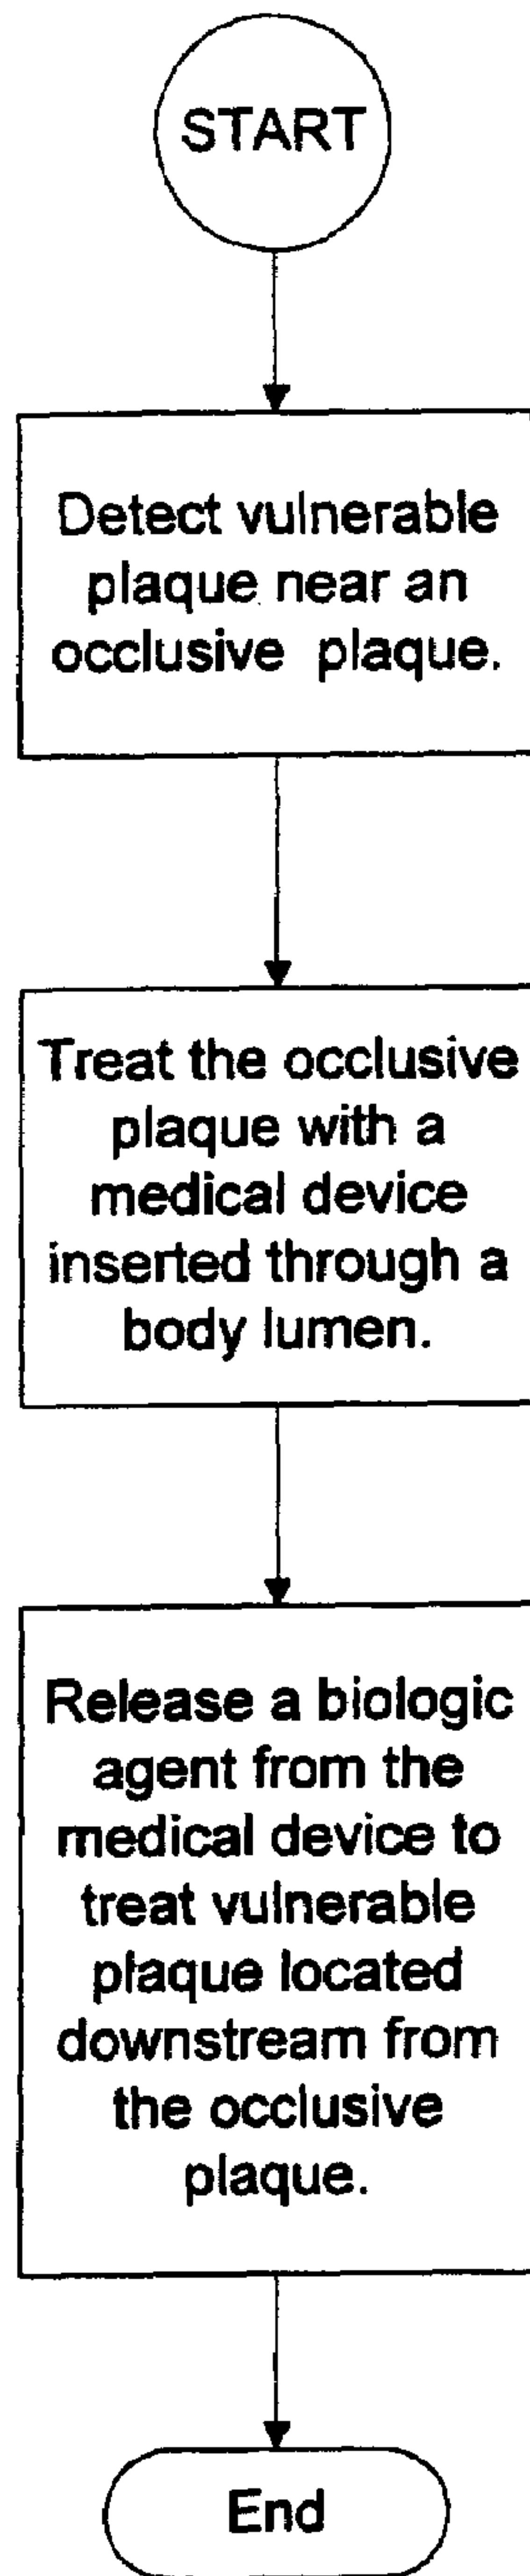 START
Detect vulnerable
plaque near an
occlusive plaque.
Treat the occlusive
plaque with a
medical device
inserted through a
body lumen.
Release a biologic
agent from the
medical device to
treat vulnerable
plaque located
downstream from
the occlusive
plaque.
End